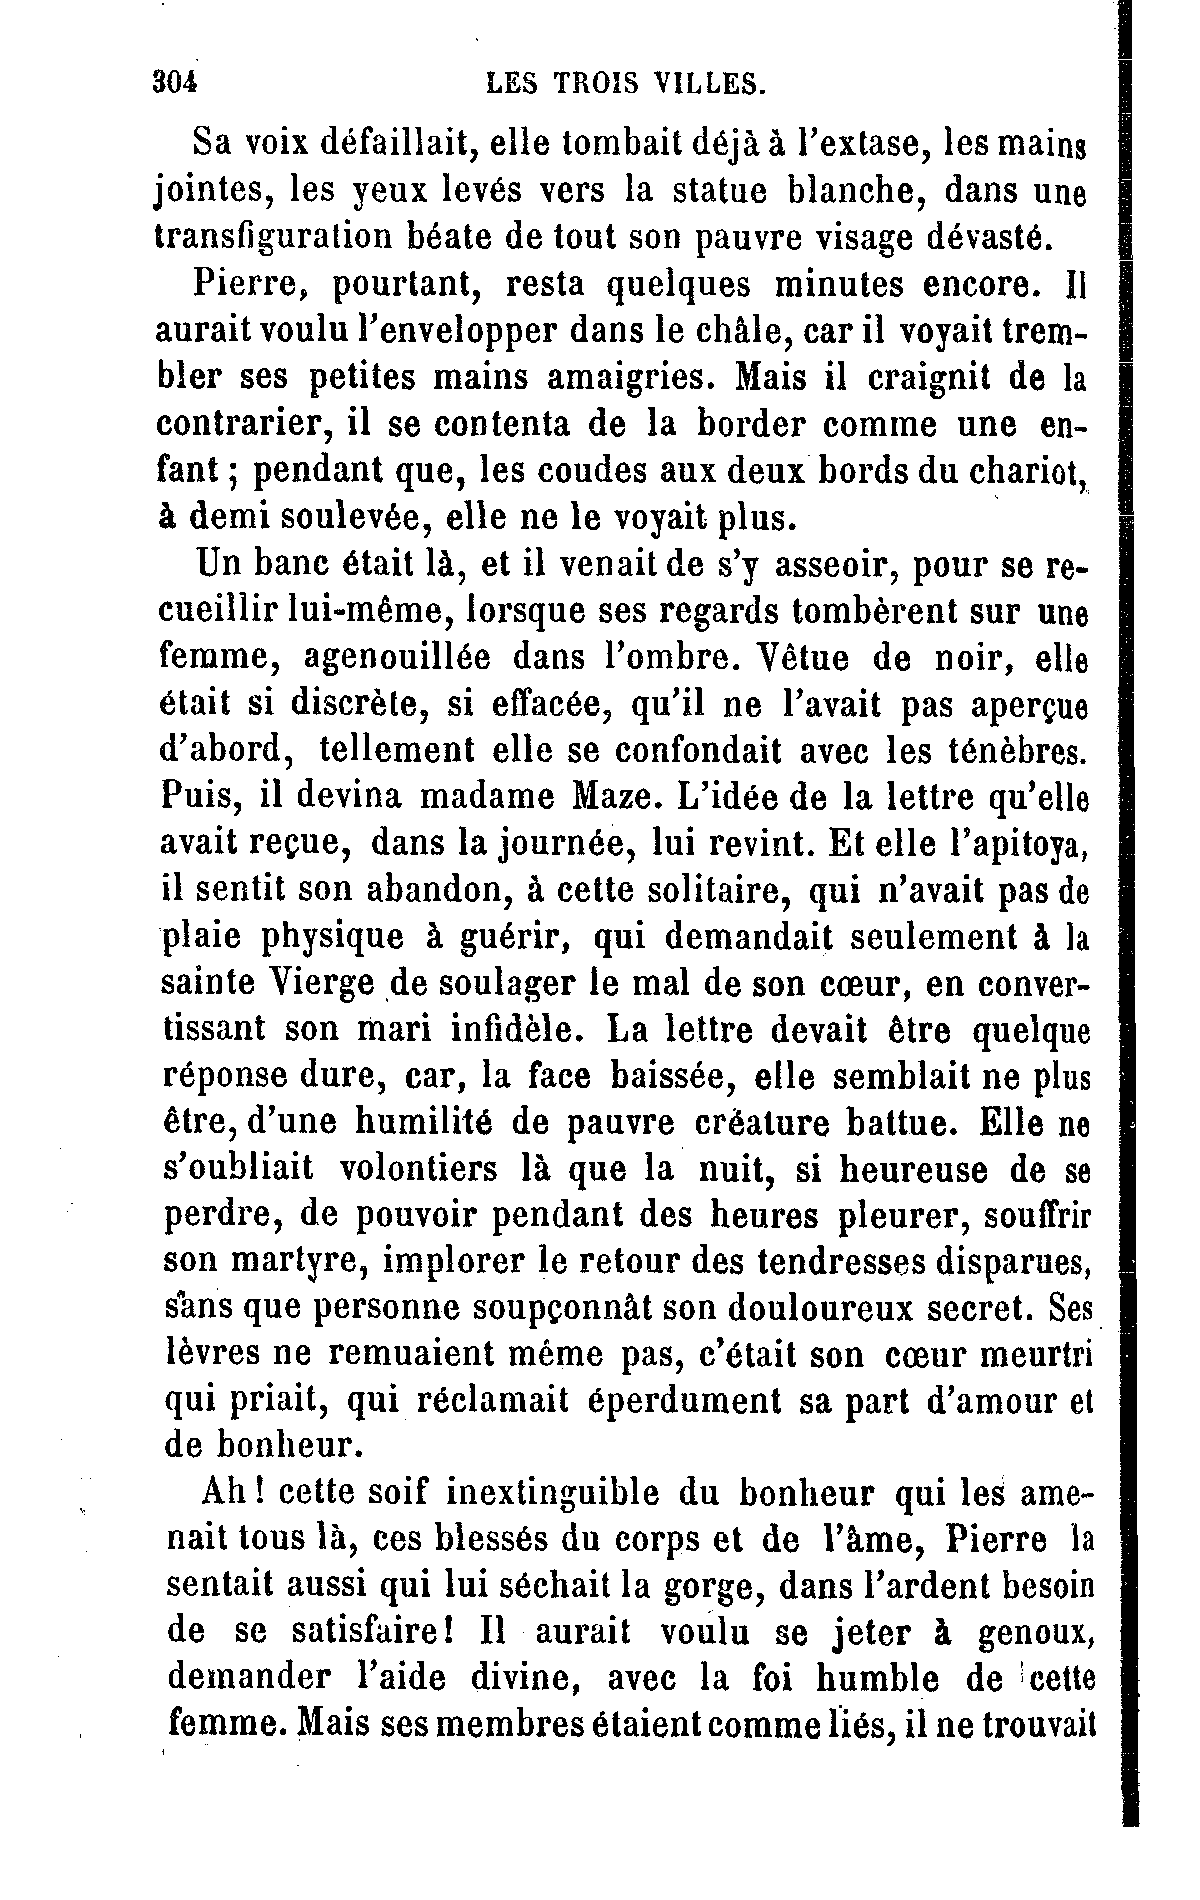 304 LES TROIS VILLES.
Sa voix défaillait, elle tombait déjà à l'extase, les mains
jointes, les yeux levés vers la statue blanche, dans une
transfiguration béate de tout son pauvre visage dévasté.
Pierre, pourtant, resta quelques minutes encore. Il
aurait voulu l'envelopper dans le châle, car il voyait trem-
bler ses petites mains amaigries. Mais il craignit de la
contrarier, il se contenta de la border comme une en-
fant ; pendant que, les coudes aux deux bords du chariot,
à demi soulevée, elle ne le voyait plus.
Un banc était là, et il venait de s'y asseoir, pour se re-
cueillir lui-même, lorsque ses regards tombèrent sur une
femme, agenouillée dans l'ombre. Vêtue de noir, elle
était si discrète, si effacée, qu'il ne l'avait pas aperçue
d'abord, tellement elle se confondait avec les ténèbres.
Puis, il devina madame Maze. L'idée de la lettre qu'elle
avait reçue, dans la journée, lui revint. Et elle l'apitoya,
il sentit son abandon, à cette solitaire, qui n'avait pas de
plaie physique à guérir, qui demandait seulement à la
sainte Vierge de soulager le mal de son cœur, en conver-
tissant son mari infidèle. La lettre devait être quelque
réponse dure, car, la face baissée, elle semblait ne plus
être, d'une humilité de pauvre créature battue. Elle ne
s'oubliait volontiers là que la nuit, si heureuse de se
perdre, de pouvoir pendant des heures pleurer, souffrir
son martyre, implorer le retour des tendresses disparues,
sans que personne soupçonnât son douloureux secret. Ses
lèvres ne remuaient même pas, c'était son cœur meurtri
qui priait, qui réclamait éperdument sa part d'amour et
de bonheur.
Ah ! cette soif inextinguible du bonheur qui les ame-
nait tous là, ces blessés du corps et de l'âme, Pierre la
sentait aussi qui lui séchait la gorge, dans l'ardent besoin
de se satisfaire! Il aurait voulu se jeter à genoux,
demander l'aide divine, avec la foi humble de cette
femme. Mais ses membres étaient comme liés, il ne trouvait